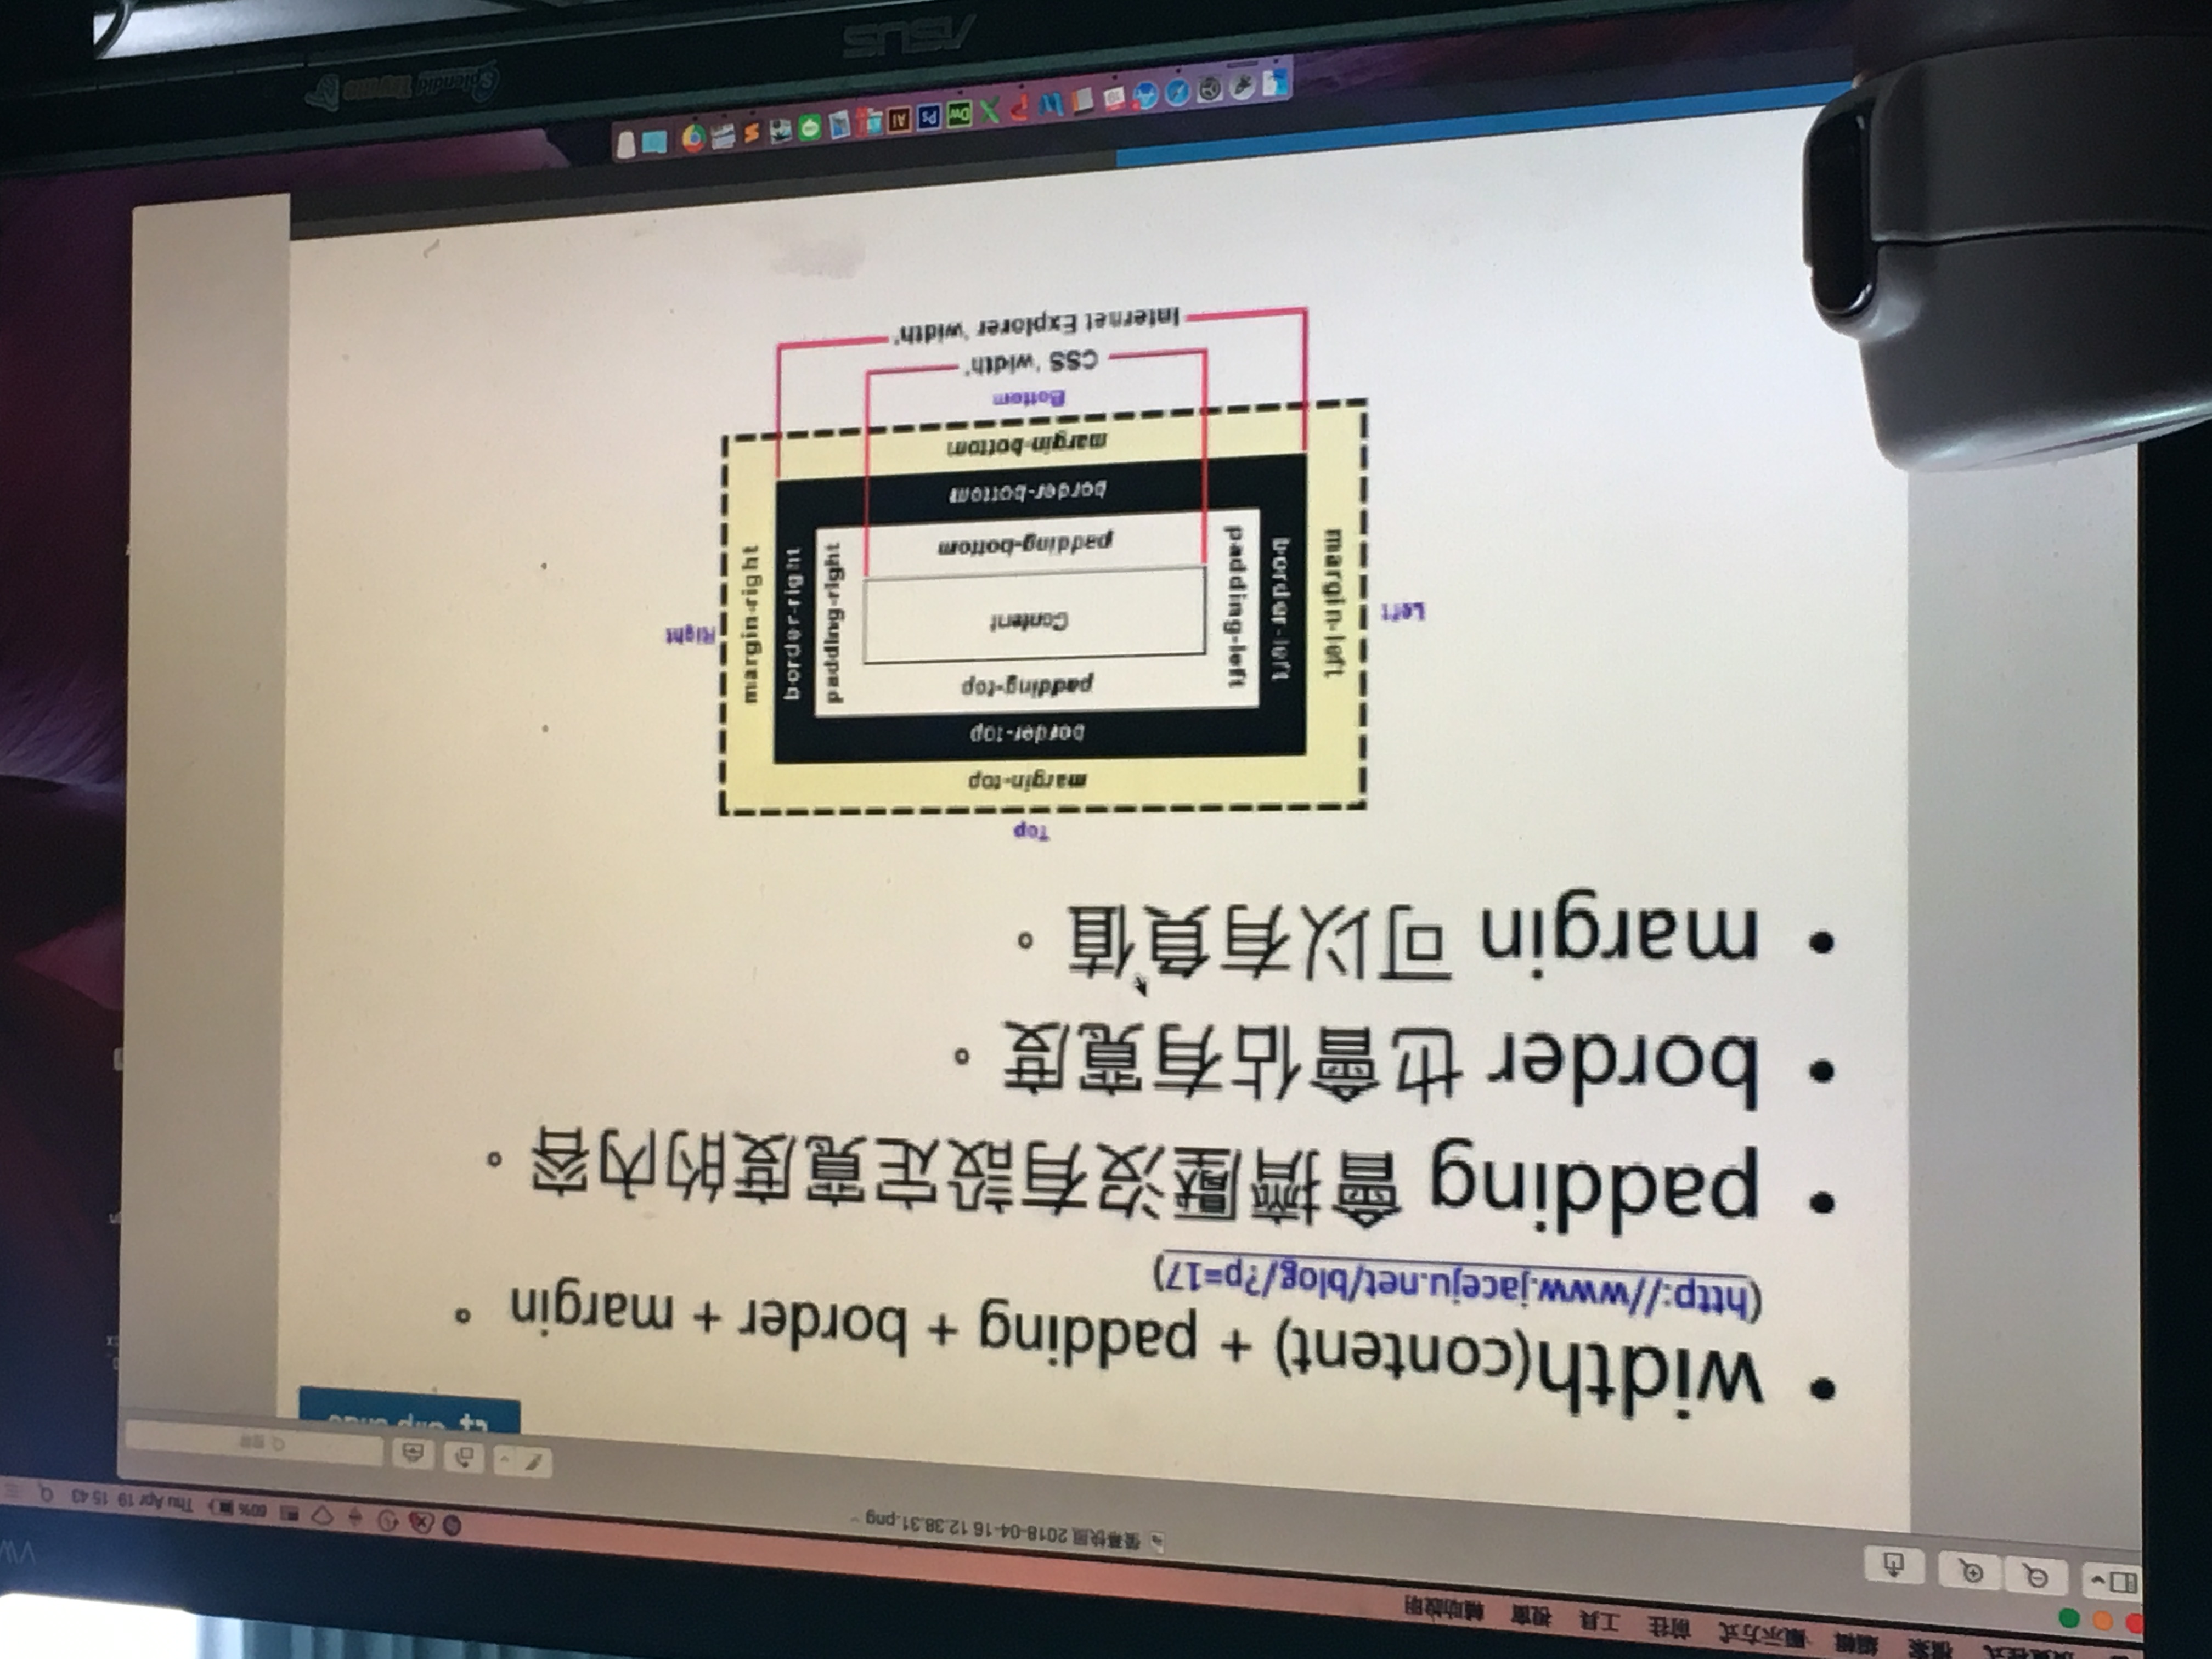 檔案 編輯 顯示方式 前往 工具 視窗 輔助說明
螢幕快照 2018-04-16 12.38.31.png
60% Thu Apr 19 15 43
• width(content) + padding + border + margin 。
(http://www.jaceju.net/blog/?p=17)
• padding 會擠壓沒有設定寬度的內容。
• border 也會佔有寬度。
• margin 可以有負值。
Top
margin-top
border-top
padding-top
Left
margin-left
border-left
padding-left
Content
padding-right
border-right
margin-right
Right
padding-bottom
border-bottom
margin-bottom
Bottom
CSS 'width'
Internet Explorer 'width'
Dw Ps Ai
ASUS
Splendid